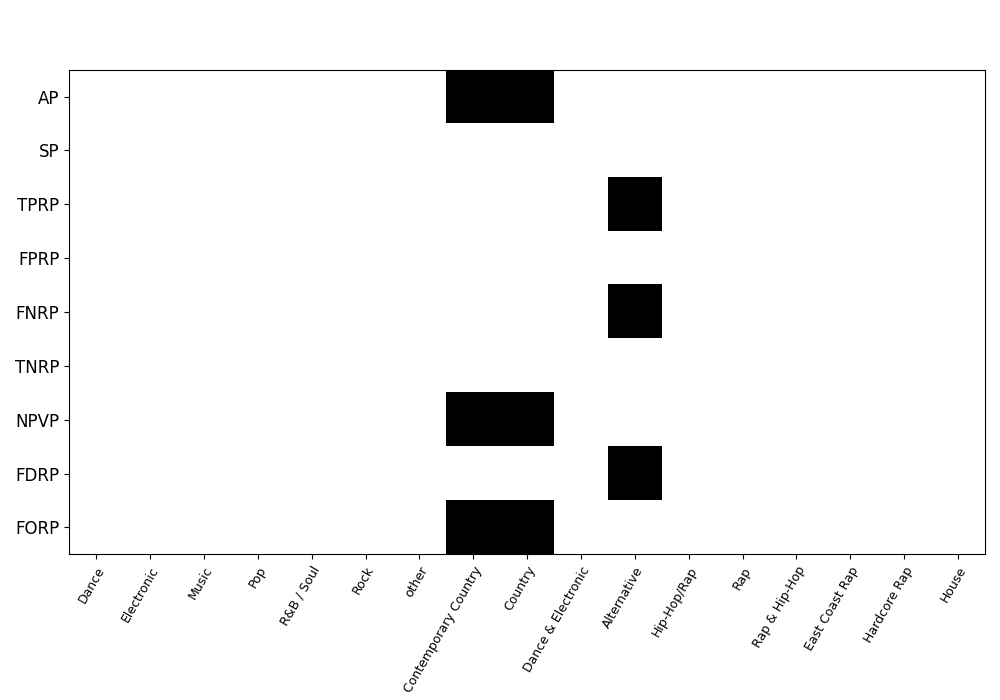 AP
SP
TPRP
FPRP
FNRP
TNRP
NPVP
FDRP
FORP
Dance
Electronic
Music
Pop
R&B / Soul
Rock
other
Contemporary Country
Country
Dance & Electronic
Alternative
Hip-Hop/Rap
Rap
Rap & Hip-Hop
East Coast Rap
Hardcore Rap
House